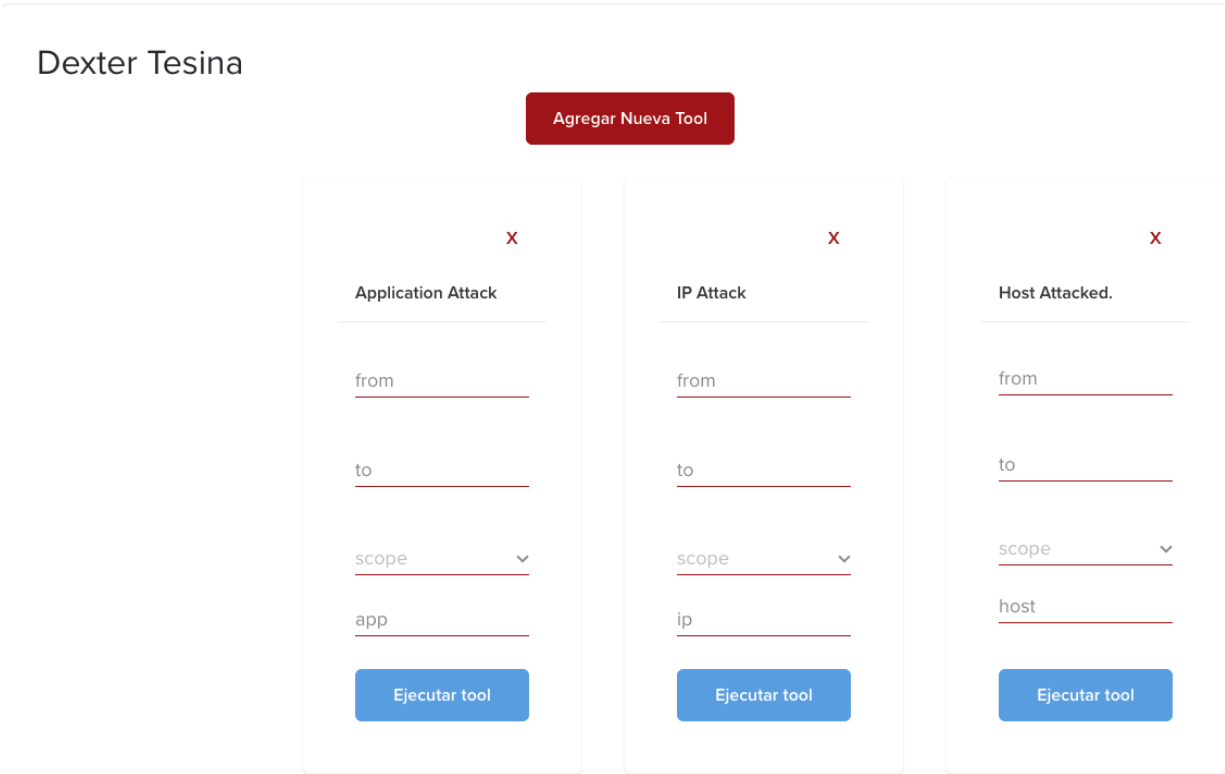 Dexter Tesina
Agregar Nueva Tool
X
Application Attack
from
to
scope
app
Ejecutar tool
X
IP Attack
from
to
scope
ip
Ejecutar tool
X
Host Attacked.
from
to
scope
host
Ejecutar tool